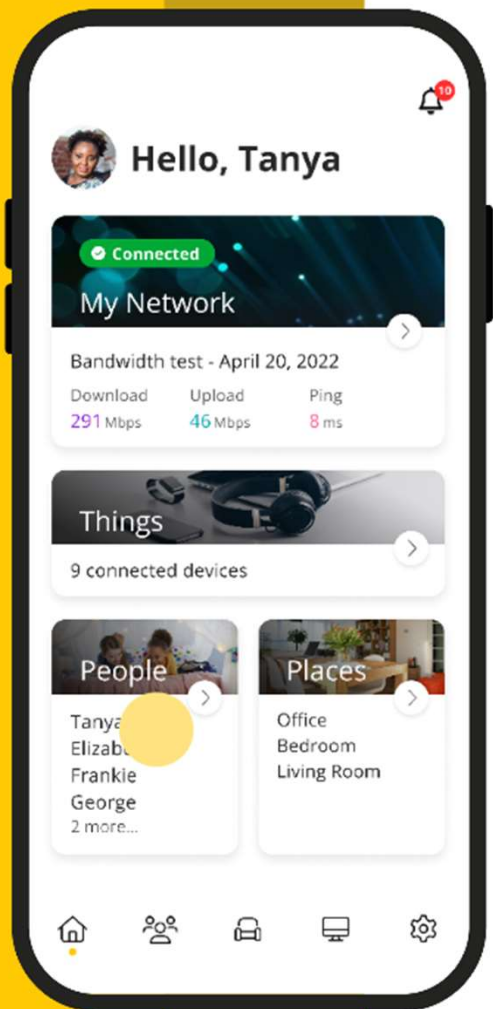 10
Hello, Tanya
Connected
My Network
Bandwidth test - April 20, 2022
Download Upload Ping
291 Mbps 46 Mbps 8 ms
Things
9 connected devices
People
Tanya
Frankie
George
2 more...
Places
Office
Bedroom
Living Room